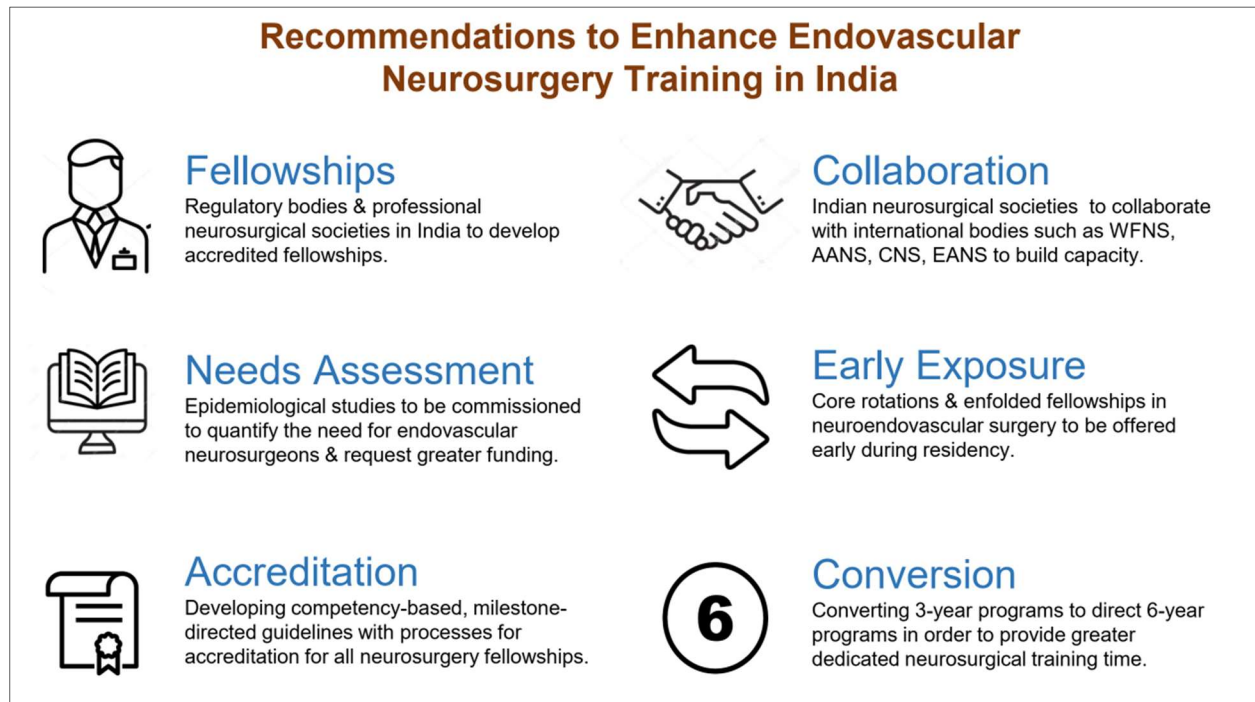 Recommendations to Enhance Endovascular
Neurosurgery Training in India
Fellowships
Regulatory bodies & professional
neurosurgical societies in India to develop
accredited fellowships.
Collaboration
Indian neurosurgical societies to collaborate
with international bodies such as WFNS,
AANS, CNS, EANS to build capacity.
Needs Assessment
Epidemiological studies to be commissioned
to quantify the need for endovascular
neurosurgeons & request greater funding.
Early Exposure
Core rotations & enfolded fellowships in
neuroendovascular surgery to be offered
early during residency.
Accreditation
Developing competency-based, milestone-
directed guidelines with processes for
accreditation for all neurosurgery fellowships.
6
Conversion
Converting 3-year programs to direct 6-year
programs in order to provide greater
dedicated neurosurgical training time.